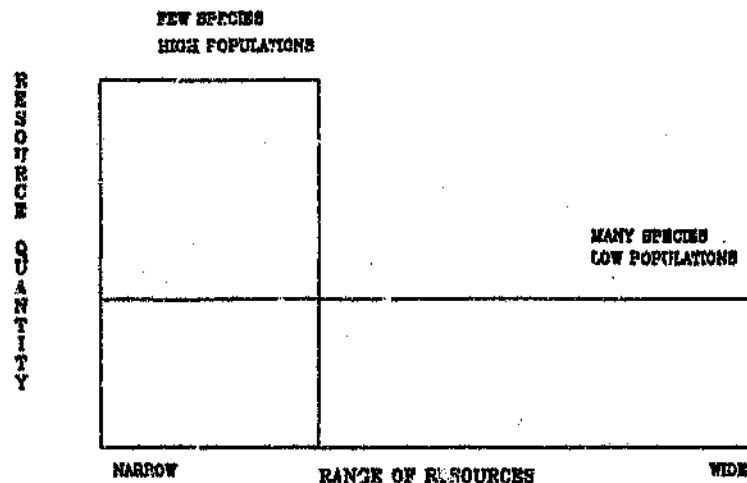 FEW SPECIES
HIGH POPULATIONS
RESOURCE QUANTITY
MANY SPECIES
LOW POPULATIONS
NARROW
RANGE OF RESOURCES
WIDE